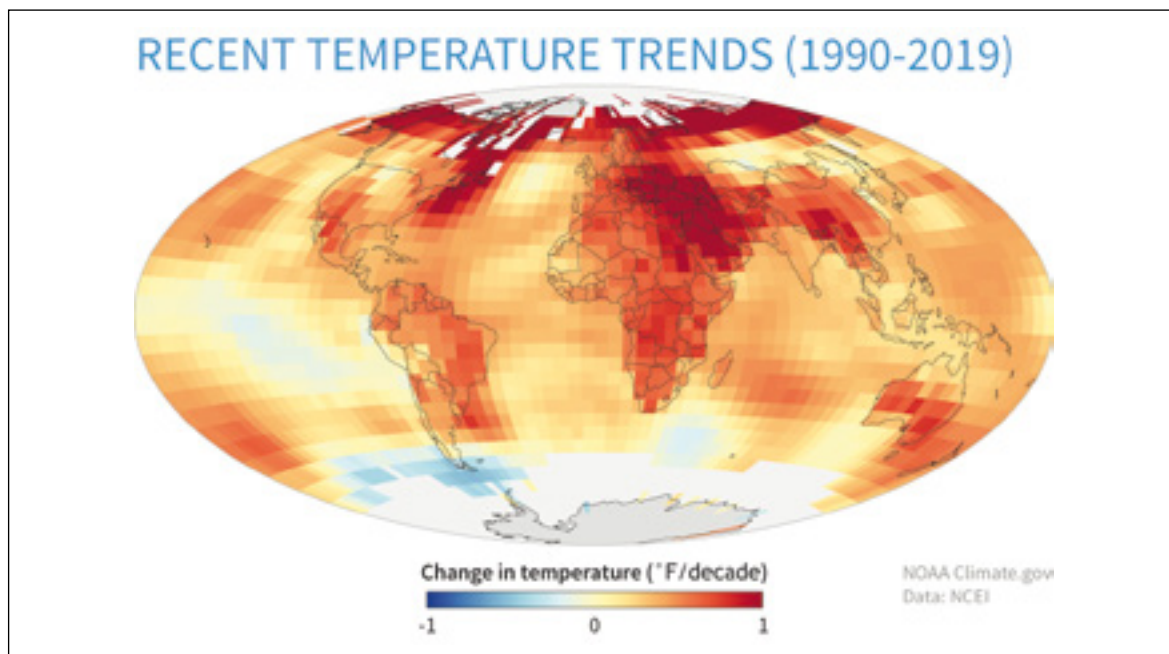 RECENT TEMPERATURE TRENDS (1990-2019)
Change in temperature (°F/decade)
-1 0 1
NOAA Climate.gov
Data: NCEI